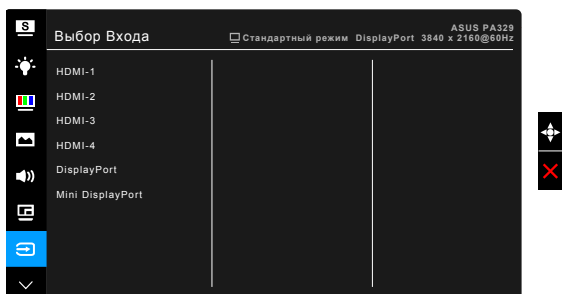 S
ASUS PA329
Выбор Входа
Стандартный режим DisplayPort 3840 x 2160@60Hz
HDMI-1
HDMI-2
HDMI-3
HDMI-4
DisplayPort
Mini DisplayPort